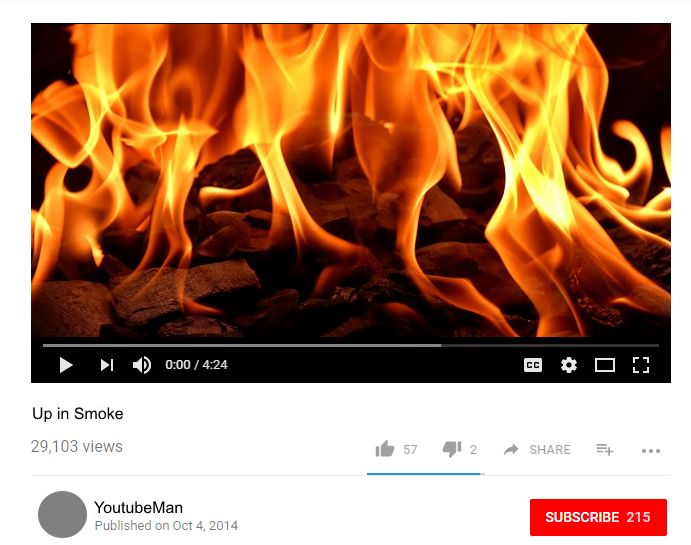 0:00 / 4:24
CC
Up in Smoke
29,103 views
57
2
SHARE
YoutubeMan
Published on Oct 4, 2014
SUBSCRIBE 215